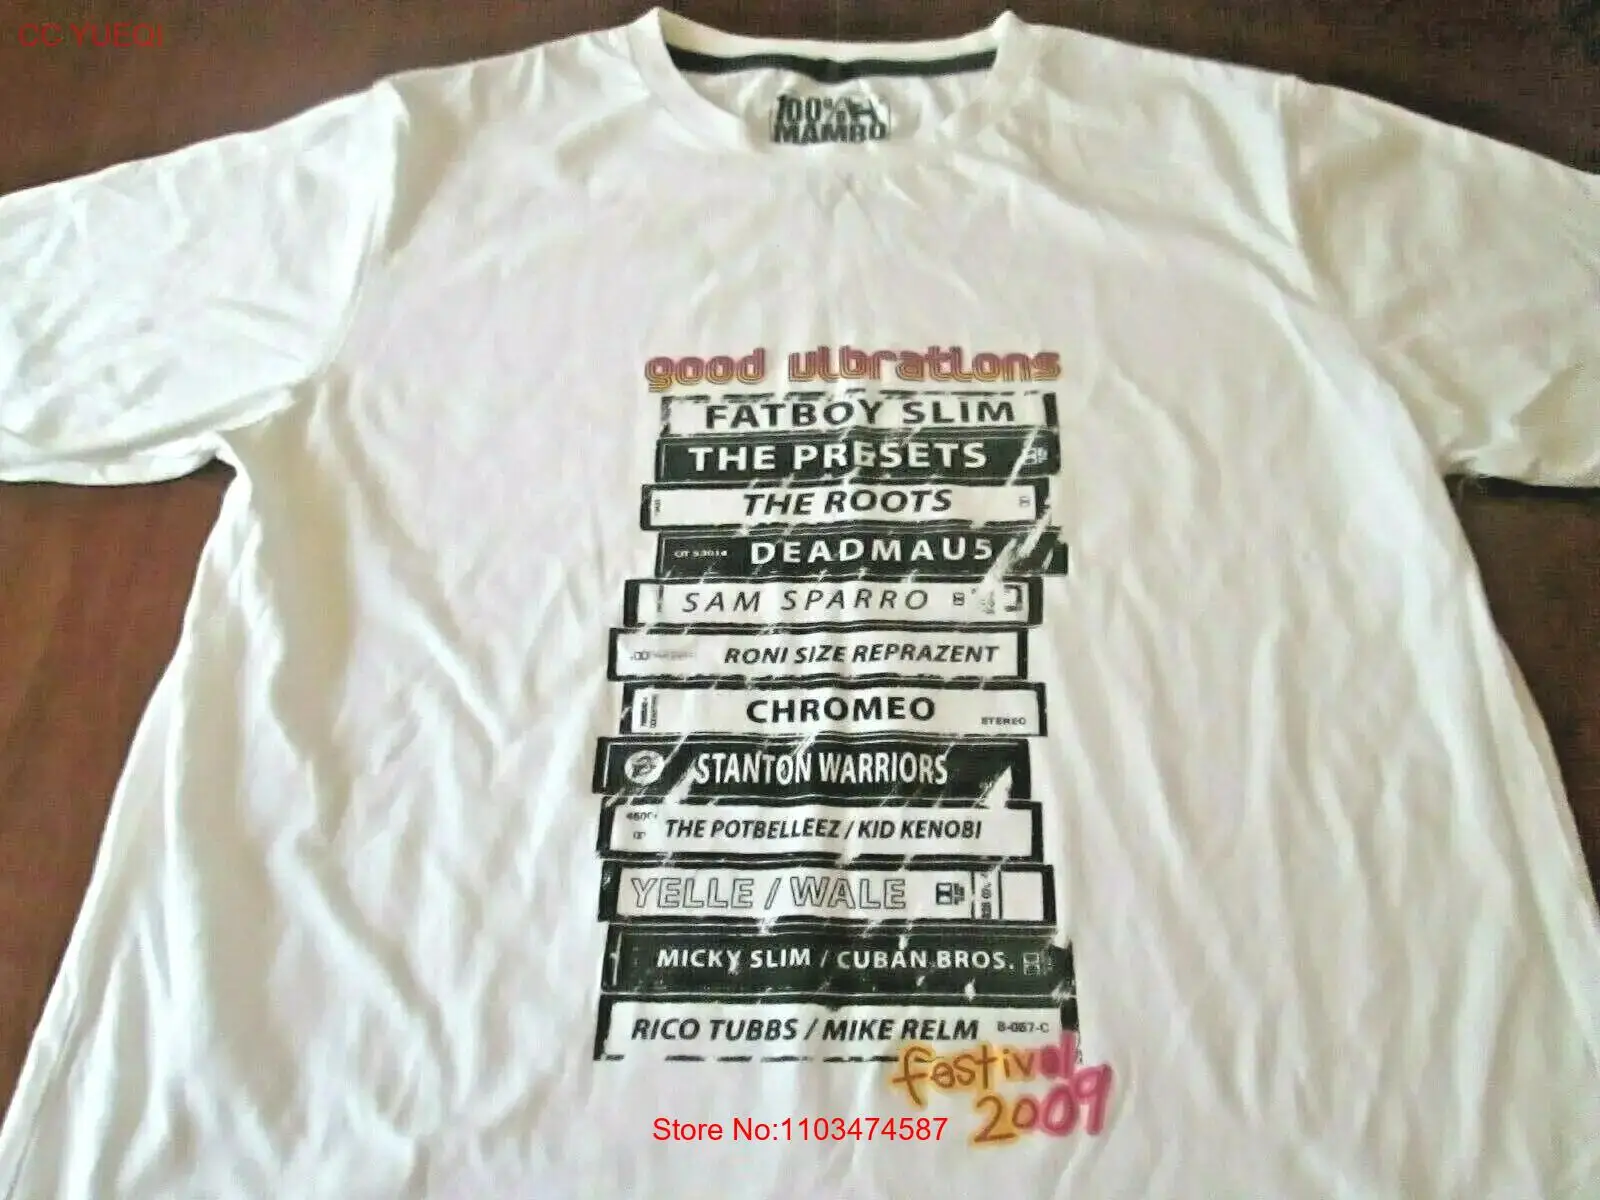 CC YUEQI
100%
MAMBO
good vibrations
FATBOY SLIM
THE PRESETS
THE ROOTS
DEADMAU5
SAM SPARRO
RONI SIZE REPRAZENT
CHROMEO STEREO
STANTON WARRIORS
THE POTBELLEEZ / KID KENOBI
YELLE / WALE
MICKY SLIM / CUBAN BROS.
RICO TUBBS / MIKE RELM B-087-C
festival
2009
Store No:1103474587